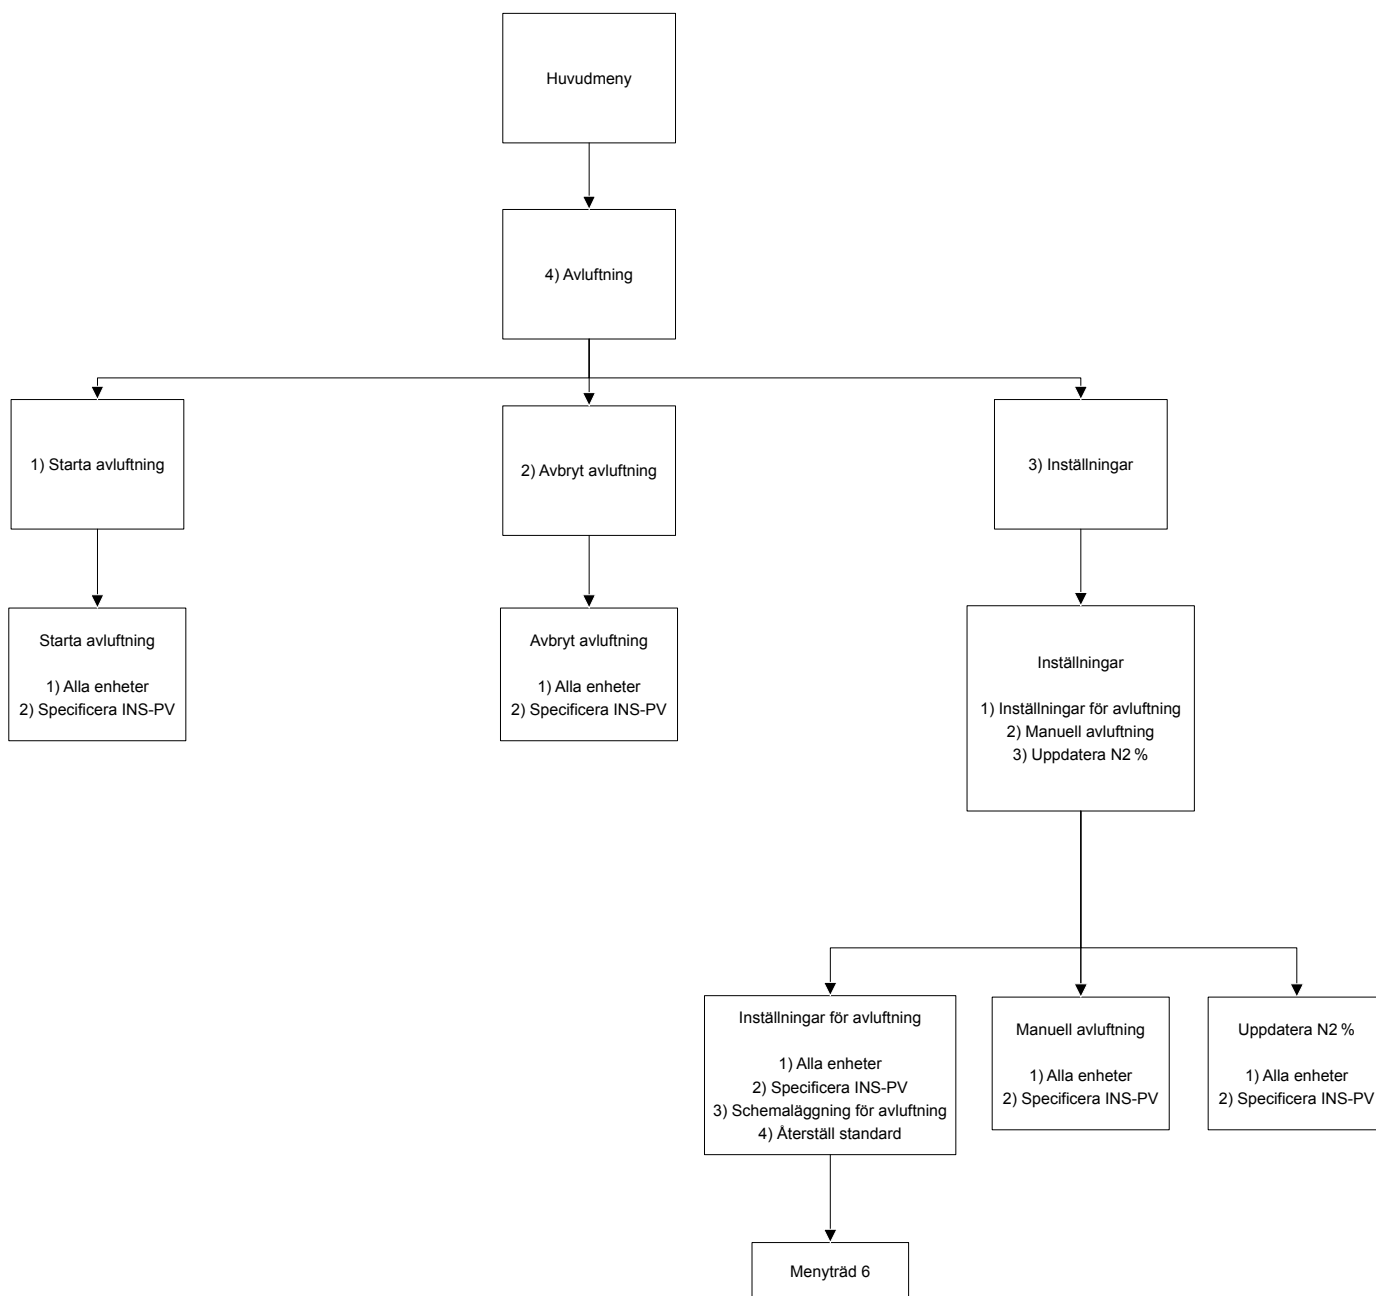 Huvudmeny
4) Avluftning
1) Starta avluftning
2) Avbryt avluftning
3) Inställningar
Starta avluftning
1) Alla enheter
2) Specificera INS-PV
Avbryt avluftning
1) Alla enheter
2) Specificera INS-PV
Inställningar
1) Inställningar för avluftning
2) Manuell avluftning
3) Uppdatera N2 %
Inställningar för avluftning
1) Alla enheter
2) Specificera INS-PV
3) Schemaläggning för avluftning
4) Återställ standard
Manuell avluftning
1) Alla enheter
2) Specificera INS-PV
Uppdatera N2 %
1) Alla enheter
2) Specificera INS-PV
Menyträd 6